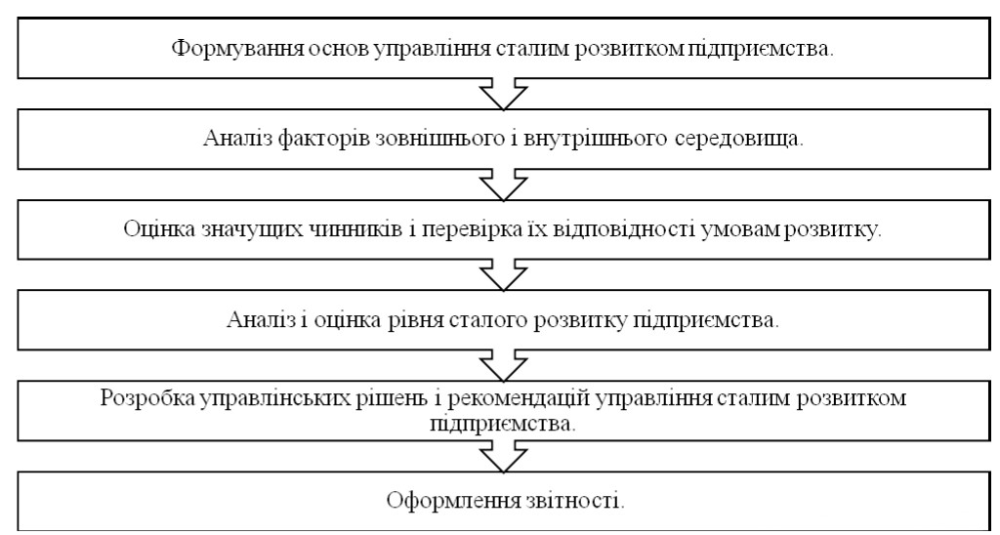 Формування основ управління сталим розвитком підприємства.
Аналіз факторів зовнішнього і внутрішнього середовища.
Оцінка значущих чинників і перевірка їх відповідності умовам розвитку.
Аналіз і оцінка рівня сталого розвитку підприємства.
Розробка управлінських рішень і рекомендацій управління сталим розвитком
підприємства.
Оформлення звітності.